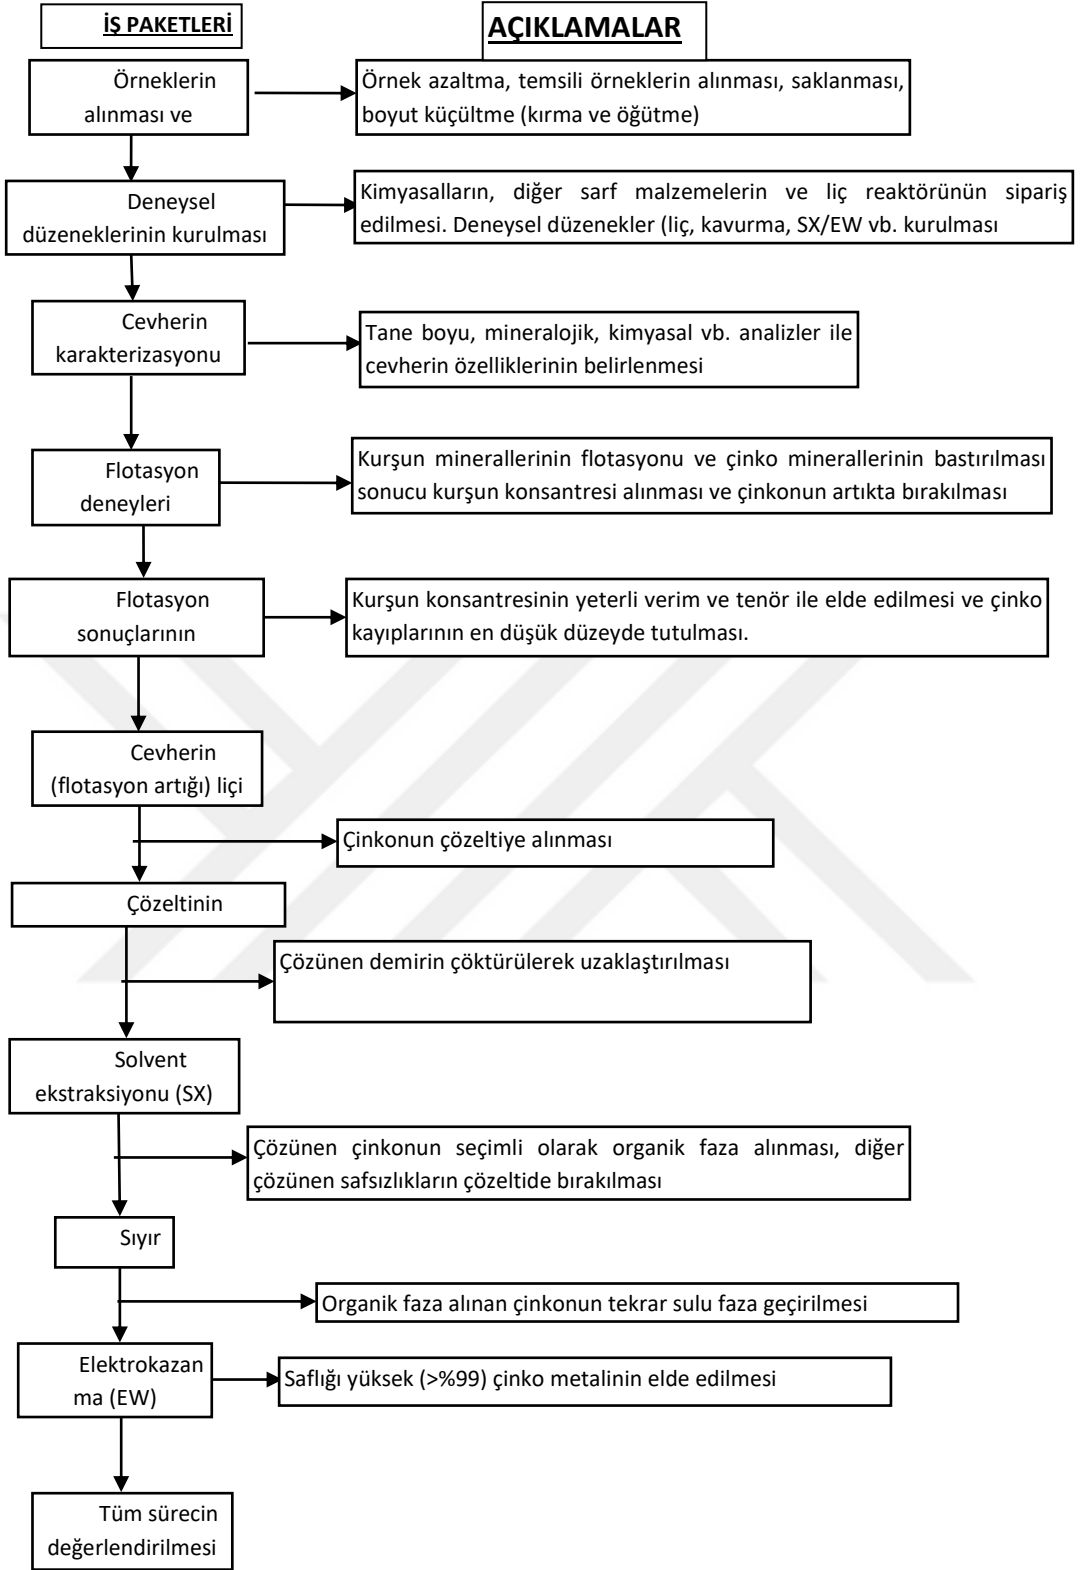 İŞ PAKETLERİ
AÇIKLAMALAR
Örneklerin
alınması ve
Örnek azaltma, temsili örneklerin alınması, saklanması,
boyut küçültme (kırma ve öğütme)
Deneysel
düzeneklerinin kurulması
Kimyasalların, diğer sarf malzemelerin ve liç reaktörünün sipariş
edilmesi. Deneysel düzenekler (liç, kavurma, SX/EW vb. kurulması
Cevherin
karakterizasyonu
Tane boyu, mineralojik, kimyasal vb. analizler ile
cevherin özelliklerinin belirlenmesi
Flotasyon
deneyleri
Kurşun minerallerinin flotasyonu ve çinko minerallerinin bastırılması
sonucu kurşun konsantresi alınması ve çinkonun artıkta bırakılması
Flotasyon
sonuçlarının
Kurşun konsantresinin yeterli verim ve tenör ile elde edilmesi ve çinko
kayıplarının en düşük düzeyde tutulması.
Cevherin
(flotasyon artığı) liçi
Çinkonun çözeltiye alınması
Çözeltinin
Çözünen demirin çöktürülerek uzaklaştırılması
Solvent
ekstraksiyonu (SX)
Çözünen çinkonun seçimli olarak organik faza alınması, diğer
çözünen safsızlıkların çözeltide bırakılması
Sıyır
Organik faza alınan çinkonun tekrar sulu faza geçirilmesi
Elektrokazan
ma (EW)
Saflığı yüksek (>%99) çinko metalinin elde edilmesi
Tüm sürecin
değerlendirilmesi